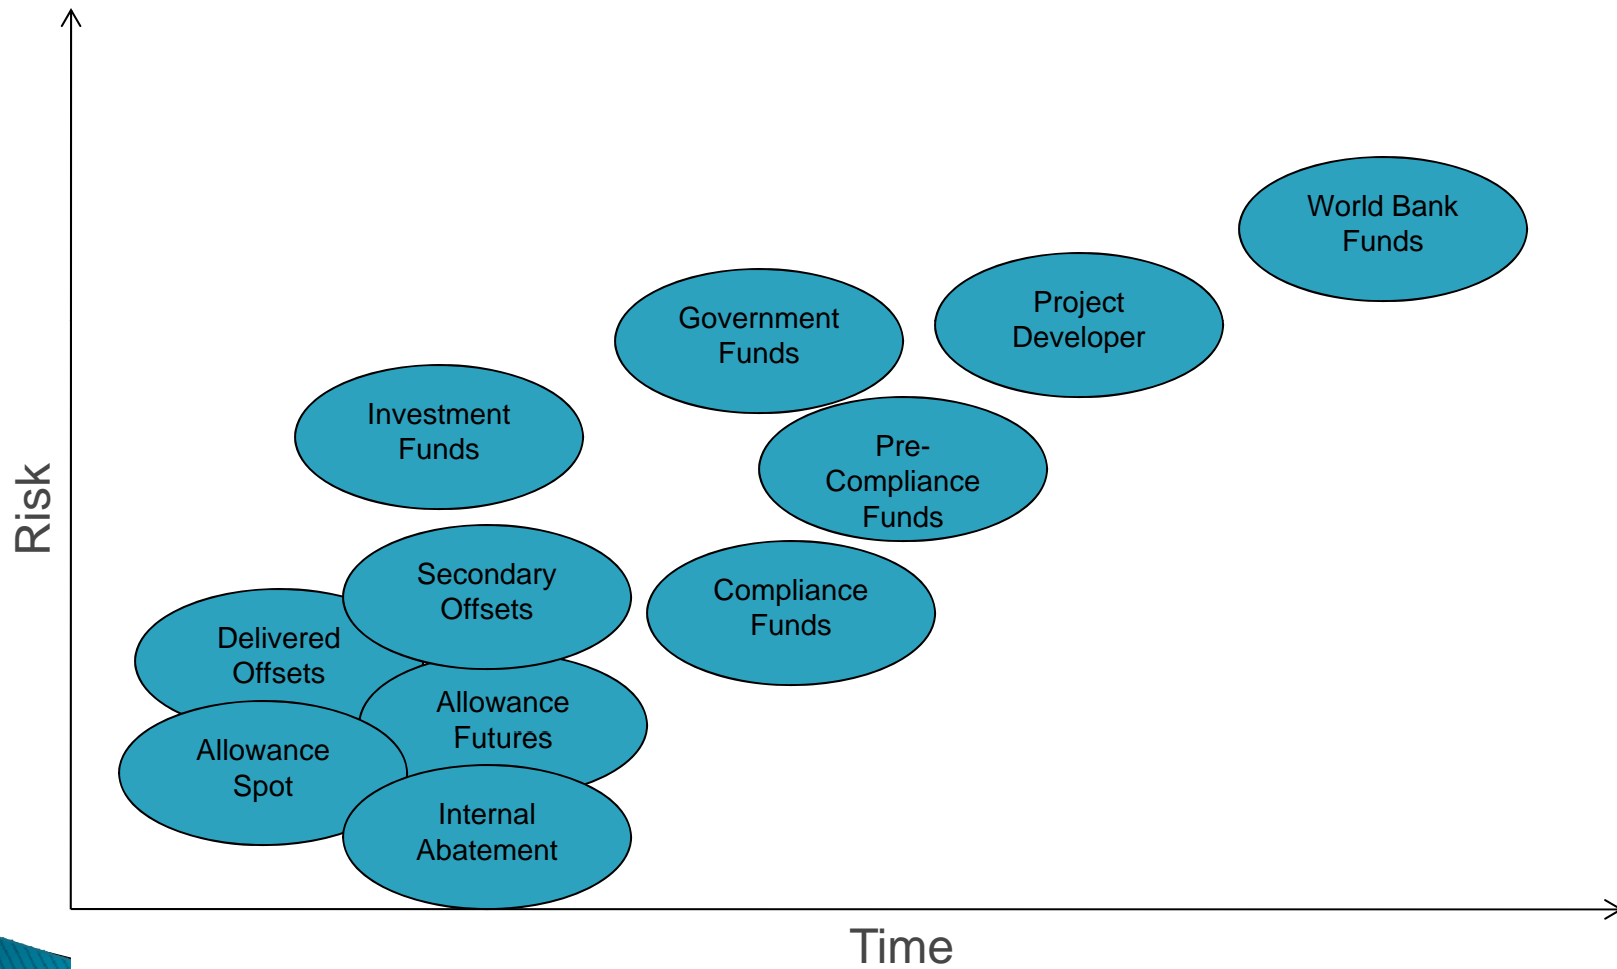 World Bank
Funds
Project
Developer
Government
Funds
Investment
Funds
Pre-
Compliance
Funds
Risk
Secondary
Offsets
Compliance
Funds
Delivered
Offsets
Allowance
Futures
Allowance
Spot
Internal
Abatement
Time